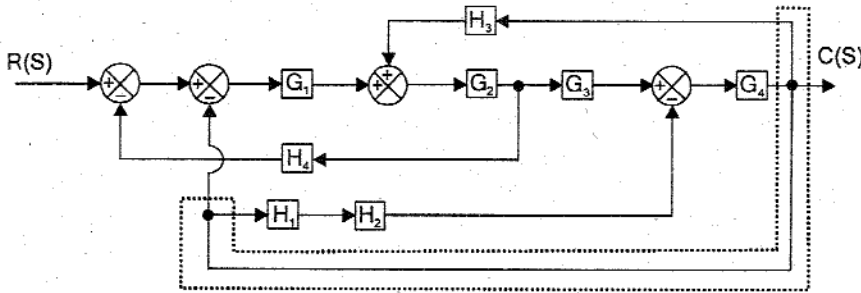 H3
R(S)
C(S)
+
-
+
-
G1
+
+
G2
G3
+
-
G4
H4
H1
H2